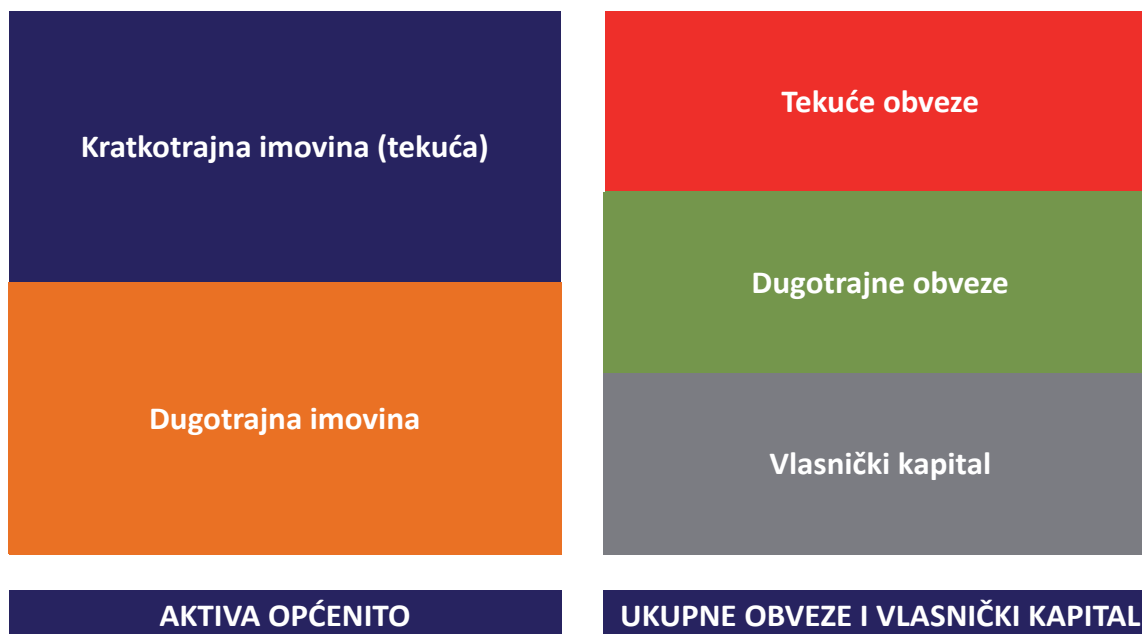 Kratkotrajna imovina (tekuća)
Dugotrajna imovina
AKTIVA OPĆENITO
Tekuće obveze
Dugotrajne obveze
Vlasnički kapital
UKUPNE OBVEZE I VLASNIČKI KAPITAL